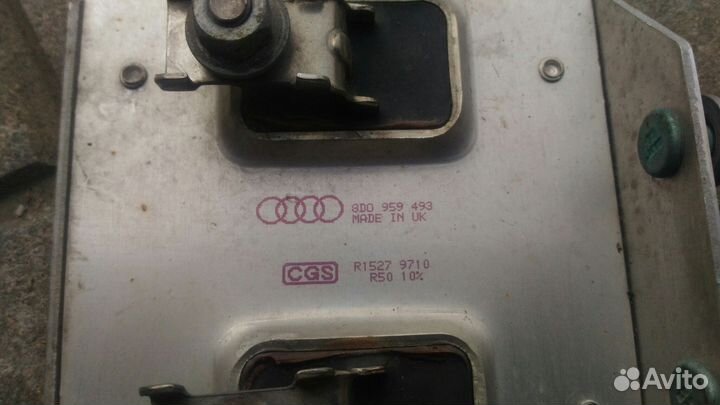 8D0 959 493
MADE IN UK
CGS
R1527 9710
R50 10%
Avito